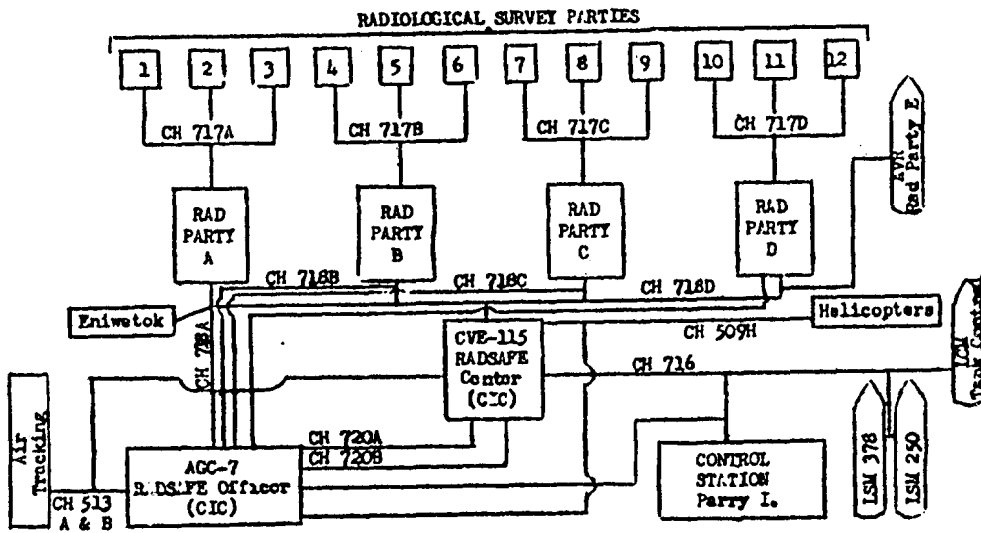 RADIOLOGICAL SURVEY PARTIES
1 2 3 4 5 6 7 8 9 10 11 12
CH 717A
CH 717B
CH 717C
CH 717D
AVR
Rad Party E
RAD
PARTY
A
RAD
PARTY
B
RAD
PARTY
C
RAD
PARTY
D
CH 718B
CH 718C
CH 718D
Eniwetok
CH 718A
Helicopters
CH 509H
CVE-115
RADSAFE
Center
(CIC)
CH 716
LCM
Control
Air
Tracking
CH 720A
CH 720B
AGC-7
RADSAFE Officer
(CIC)
CH 513
A & B
CONTROL
STATION
Parry I.
LSM 378
LSM 250